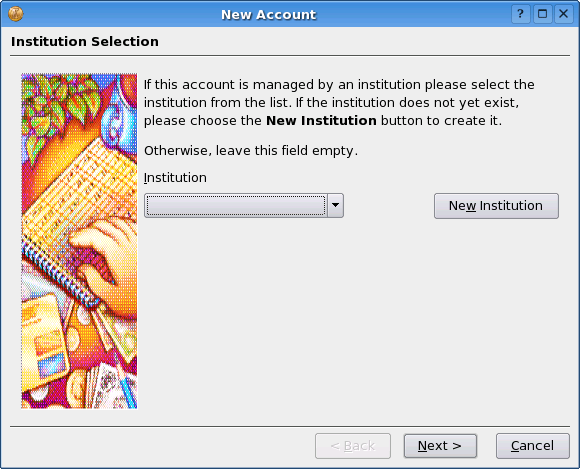 New Account
?
Institution Selection
If this account is managed by an institution please select the
institution from the list. If the institution does not yet exist,
please choose the New Institution button to create it.
Otherwise, leave this field empty.
Institution
New Institution
< Back
Next >
Cancel